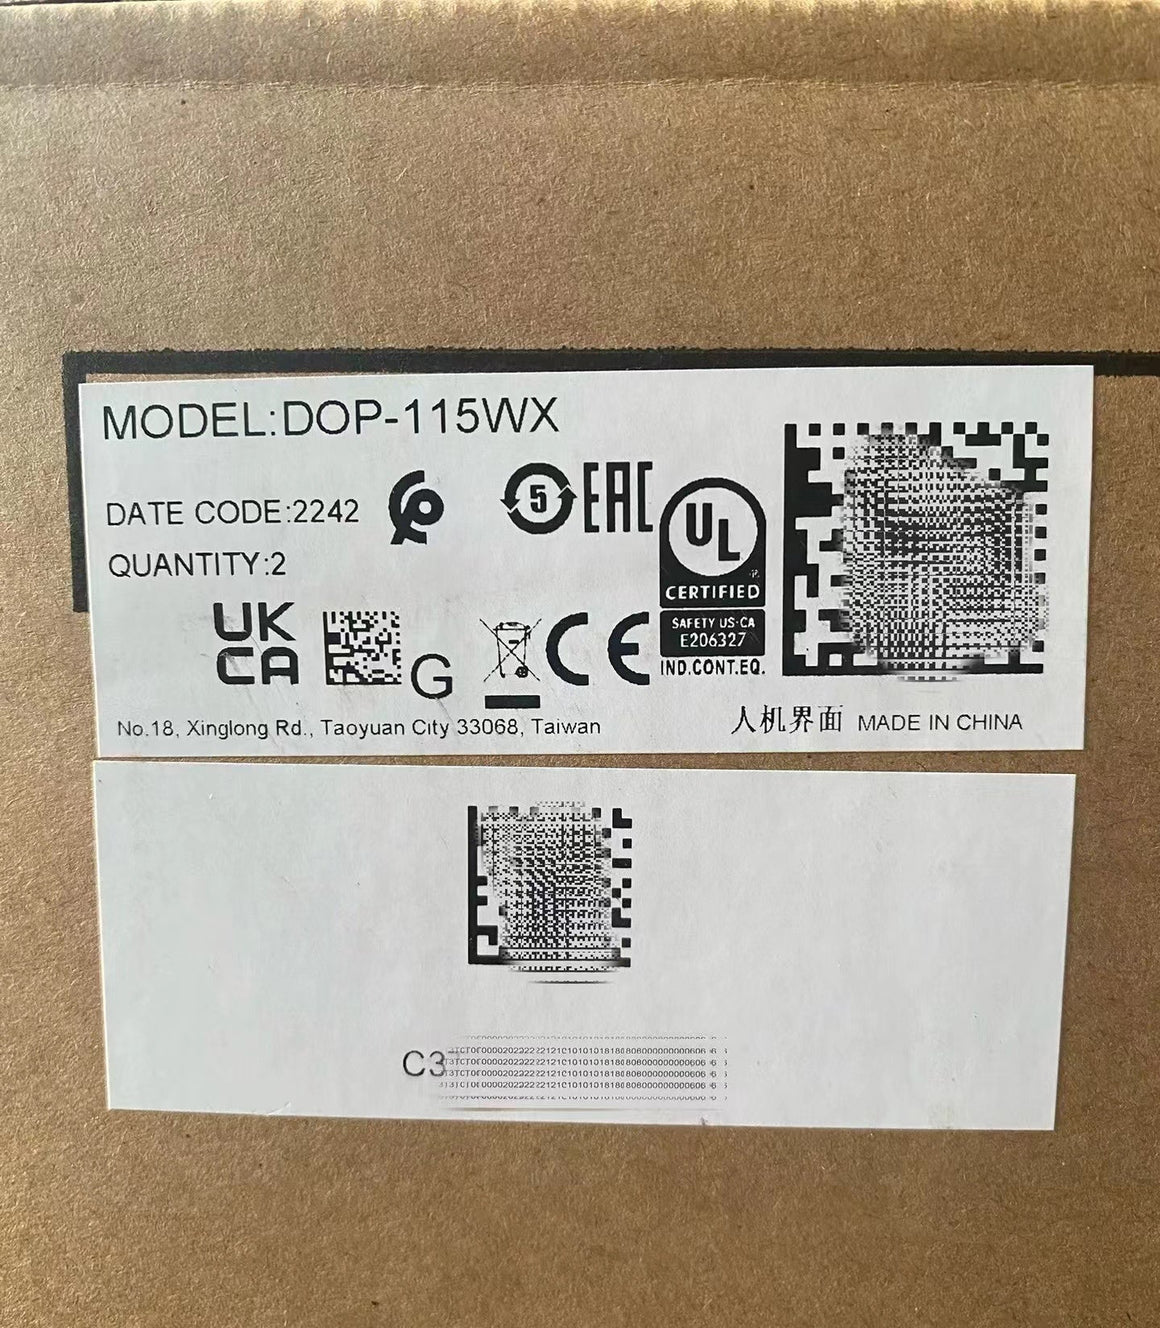 MODEL:DOP-115WX
DATE CODE:2242
QUANTITY:2
5
EAC
UL
CERTIFIED
SAFETY US·CA
E206327
IND.CONT.EQ.
UK
CA
G
CE
No.18, Xinglong Rd., Taoyuan City 33068, Taiwan
人机界面 MADE IN CHINA
C3